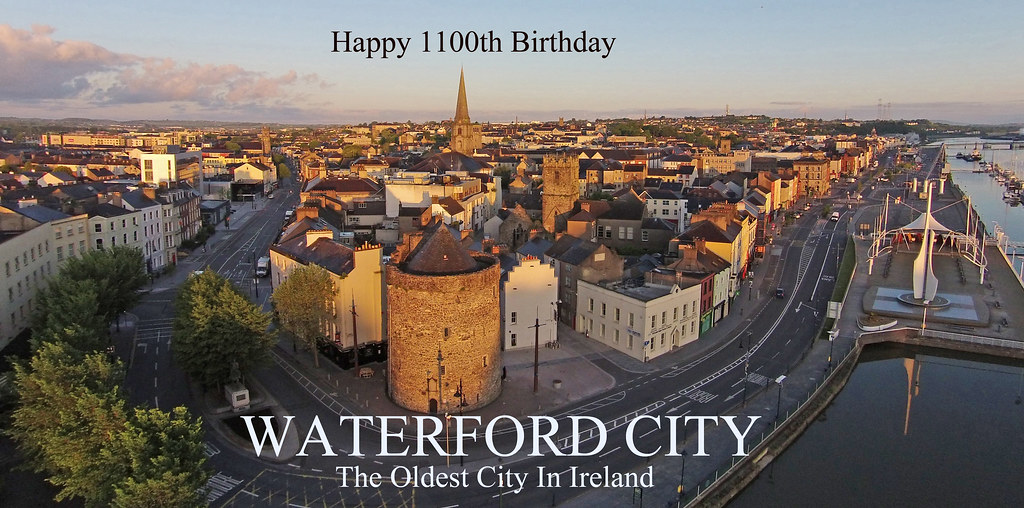 Happy 1100th Birthday
WATERFORD CITY
The Oldest City In Ireland